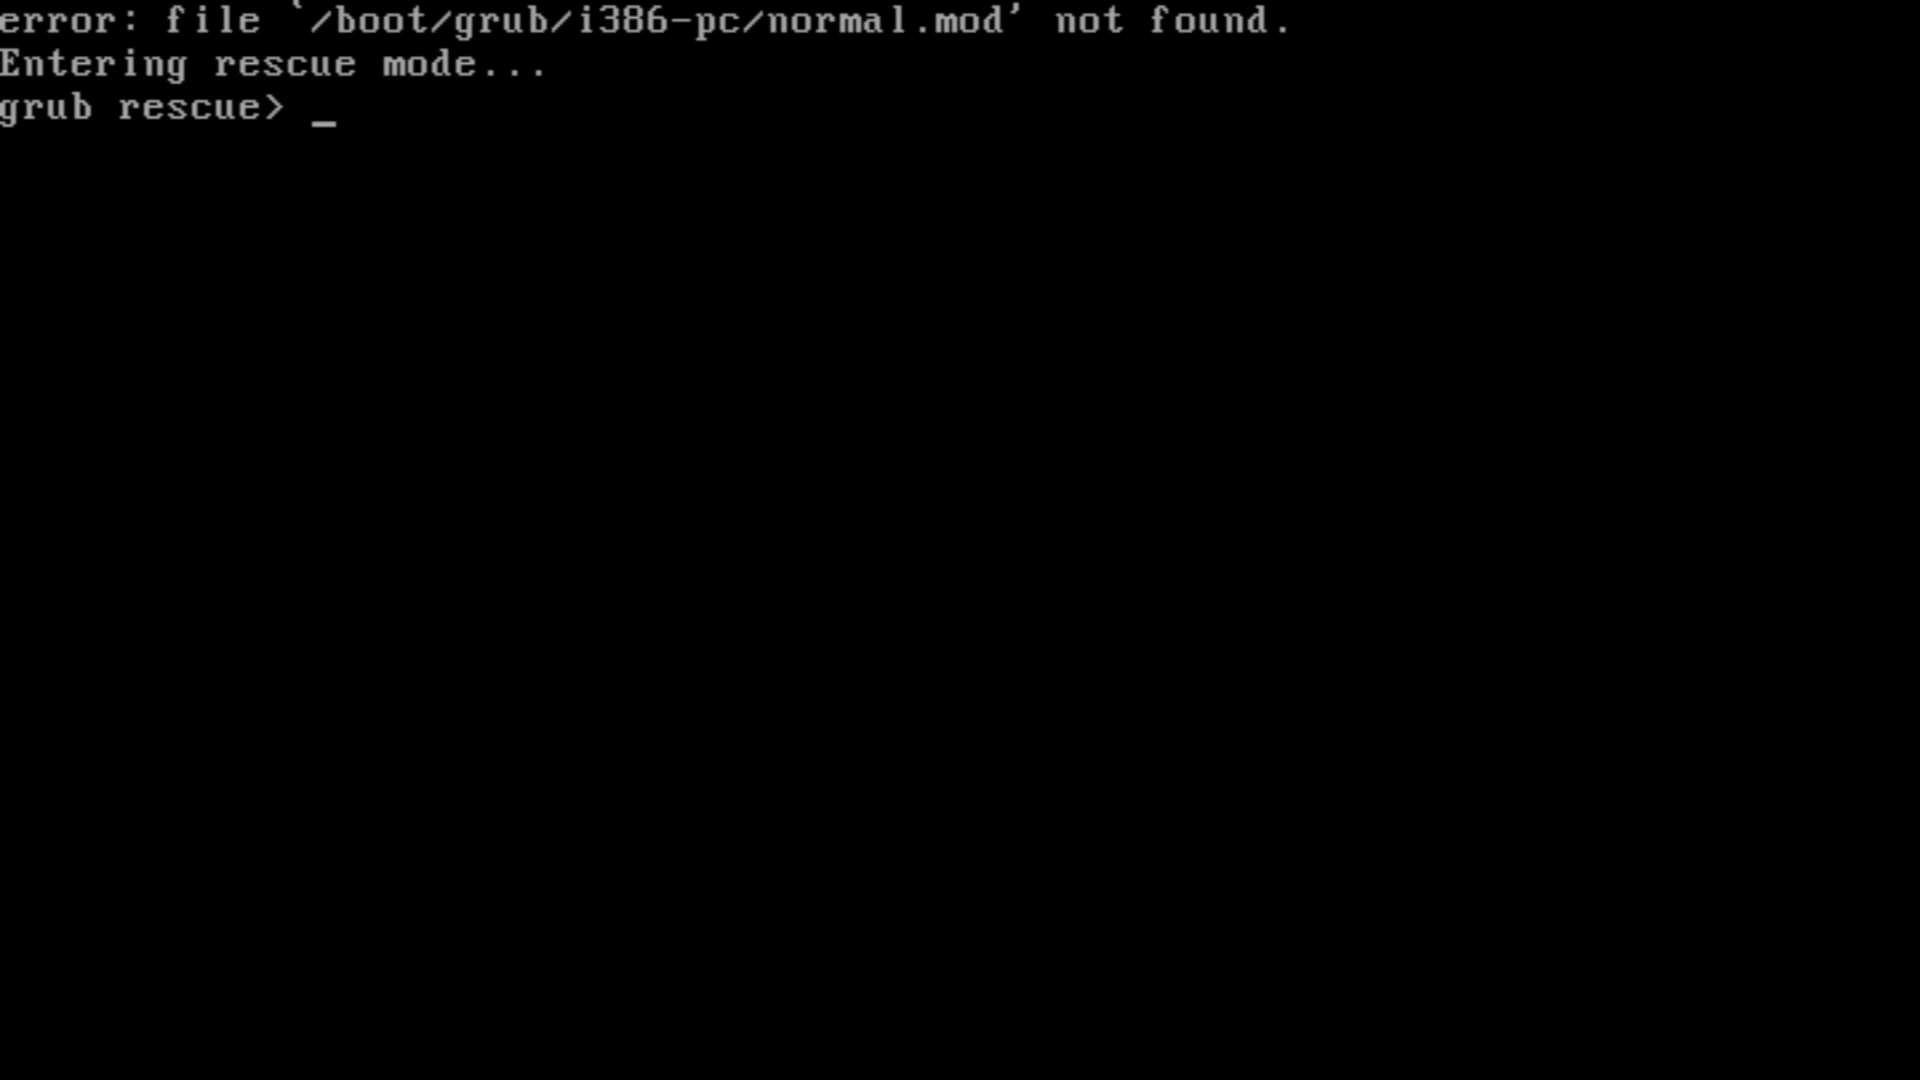 error: file `/boot/grub/i386-pc/normal.mod' not found.
Entering rescue mode...
grub rescue> _